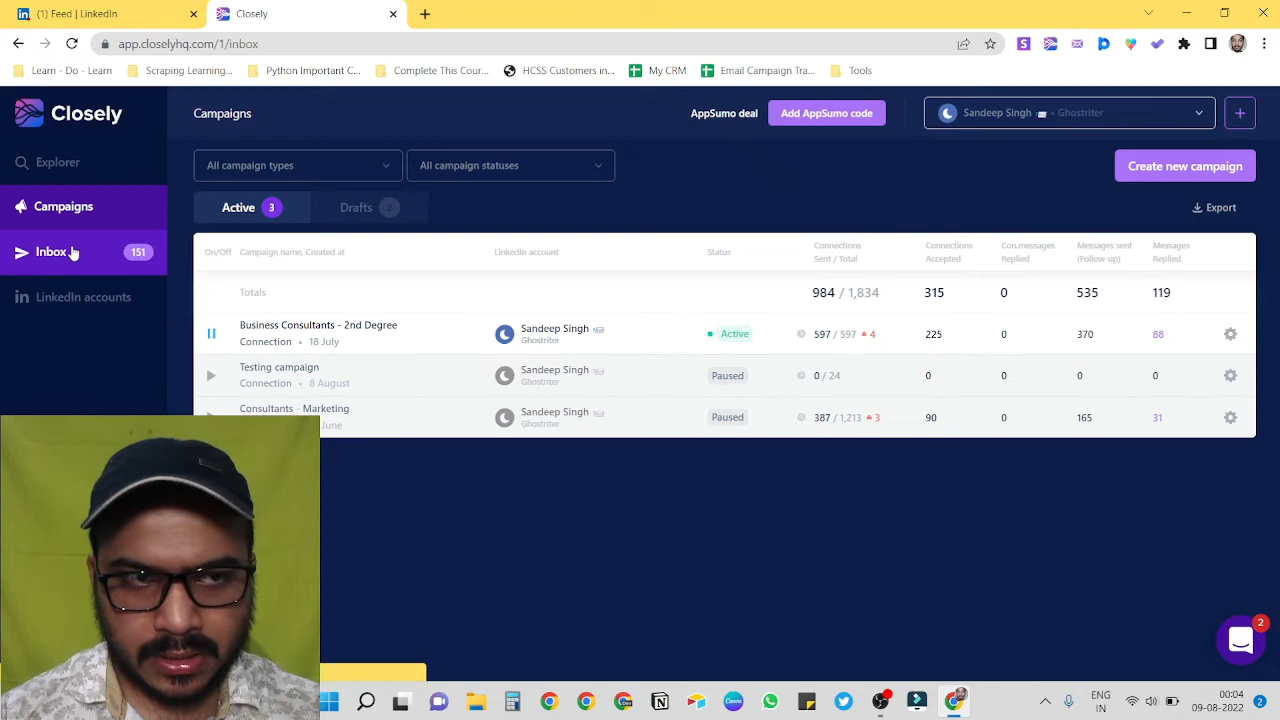 (1) Feed | LinkedIn
Closely
app.closelyhq.com/1/inbox
Learn - Do - Learn
Scraping Learning...
Python Important C...
Complete This Cour...
HCSS Customers in...
My CRM
Email Campaign Tra...
Tools
Closely
Campaigns
AppSumo deal
Add AppSumo code
Sandeep Singh • Ghostriter
Explorer
All campaign types
All campaign statuses
Create new campaign
Campaigns
Active 3
Drafts 2
Export
Inbox 151
On/Off
Campaign name, Created at
LinkedIn account
Status
Connections
Sent / Total
Connections
Accepted
Con.messages
Replied
Messages sent
(Follow-up)
Messages
Replied
LinkedIn accounts
Totals
984 / 1,834
315
0
535
119
Business Consultants - 2nd Degree
Connection • 18 July
Sandeep Singh
Ghostriter
Active
597 / 597 4
225
0
370
88
Testing campaign
Connection • 8 August
Sandeep Singh
Ghostriter
Paused
0 / 24
0
0
0
0
Consultants - Marketing
une
Sandeep Singh
Ghostriter
Paused
387 / 1,213 3
90
0
165
31
2
ENG
IN
00:04
09-08-2022
2